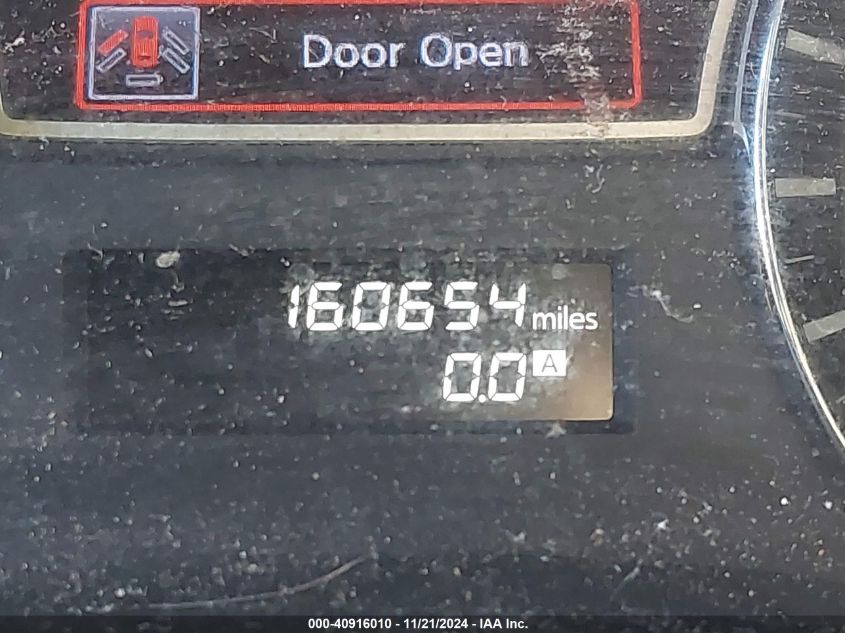 Door Open
160654 miles
0.0 A
000-40916010 - 11/21/2024 - IAA Inc.